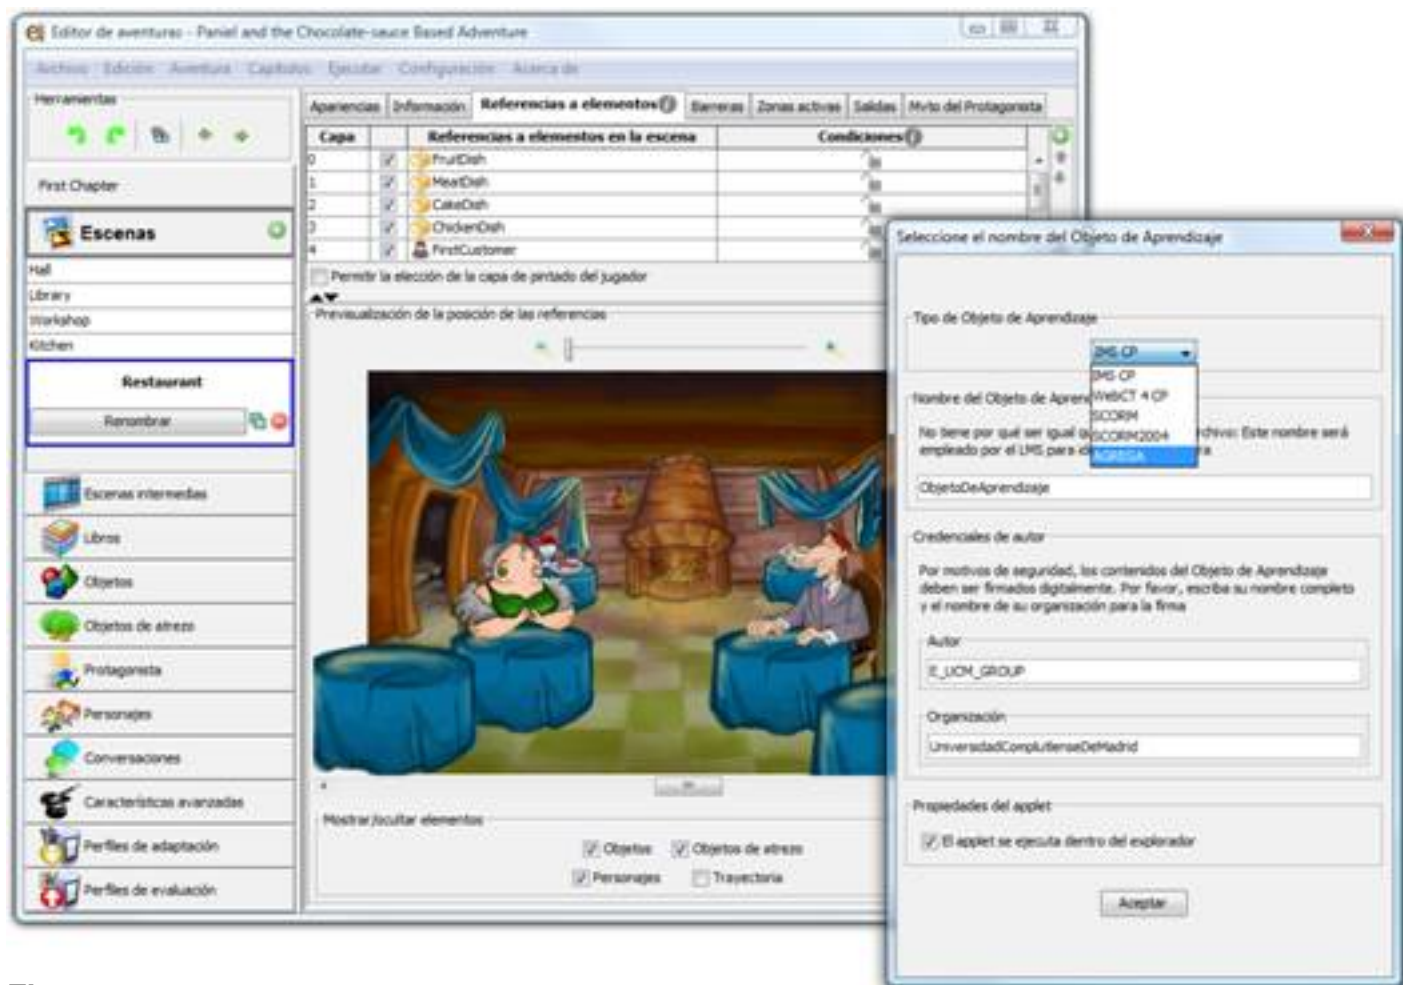 Editor de aventuras - Paniel and the Chocolate-sauce Based Adventure
Archivo Edición Aventura Capítulos Ejecutar Configuración Acerca de
Herramientas
First Chapter
Escenas
Hall
Library
Workshop
Kitchen
Restaurant
Renombrar
Escenas intermedias
Libros
Objetos
Objetos de atrezo
Protagonista
Personajes
Conversaciones
Características avanzadas
Perfiles de adaptación
Perfiles de evaluación
Apariencias Información Referencias a elementos Barreras Zonas activas Salidas Mvto del Protagonista
Capa Referencias a elementos en la escena Condiciones
0 FruitDish
1 MeatDish
2 CakeDish
3 ChickenDish
4 FirstCustomer
Permitir la elección de la capa de pintado del jugador
Previsualización de la posición de las referencias
Mostrar/ocultar elementos
Objetos Objetos de atrezo
Personajes Trayectoria
Seleccione el nombre del Objeto de Aprendizaje
Tipo de Objeto de Aprendizaje
IMS CP
IMS CP
WebCT 4 CP
SCORM
SCORM2004
AGREGA
Nombre del Objeto de Apren
No tiene por qué ser igual rchivo: Este nombre será
empleado por el LMS para
ObjetoDeAprendizaje
Credenciales de autor
Por motivos de seguridad, los contenidos del Objeto de Aprendizaje
deben ser firmados digitalmente. Por favor, escriba su nombre completo
y el nombre de su organización para la firma
Autor
E_UCM_GROUP
Organización
UniversidadComplutenseDeMadrid
Propiedades del applet
El applet se ejecuta dentro del explorador
Aceptar